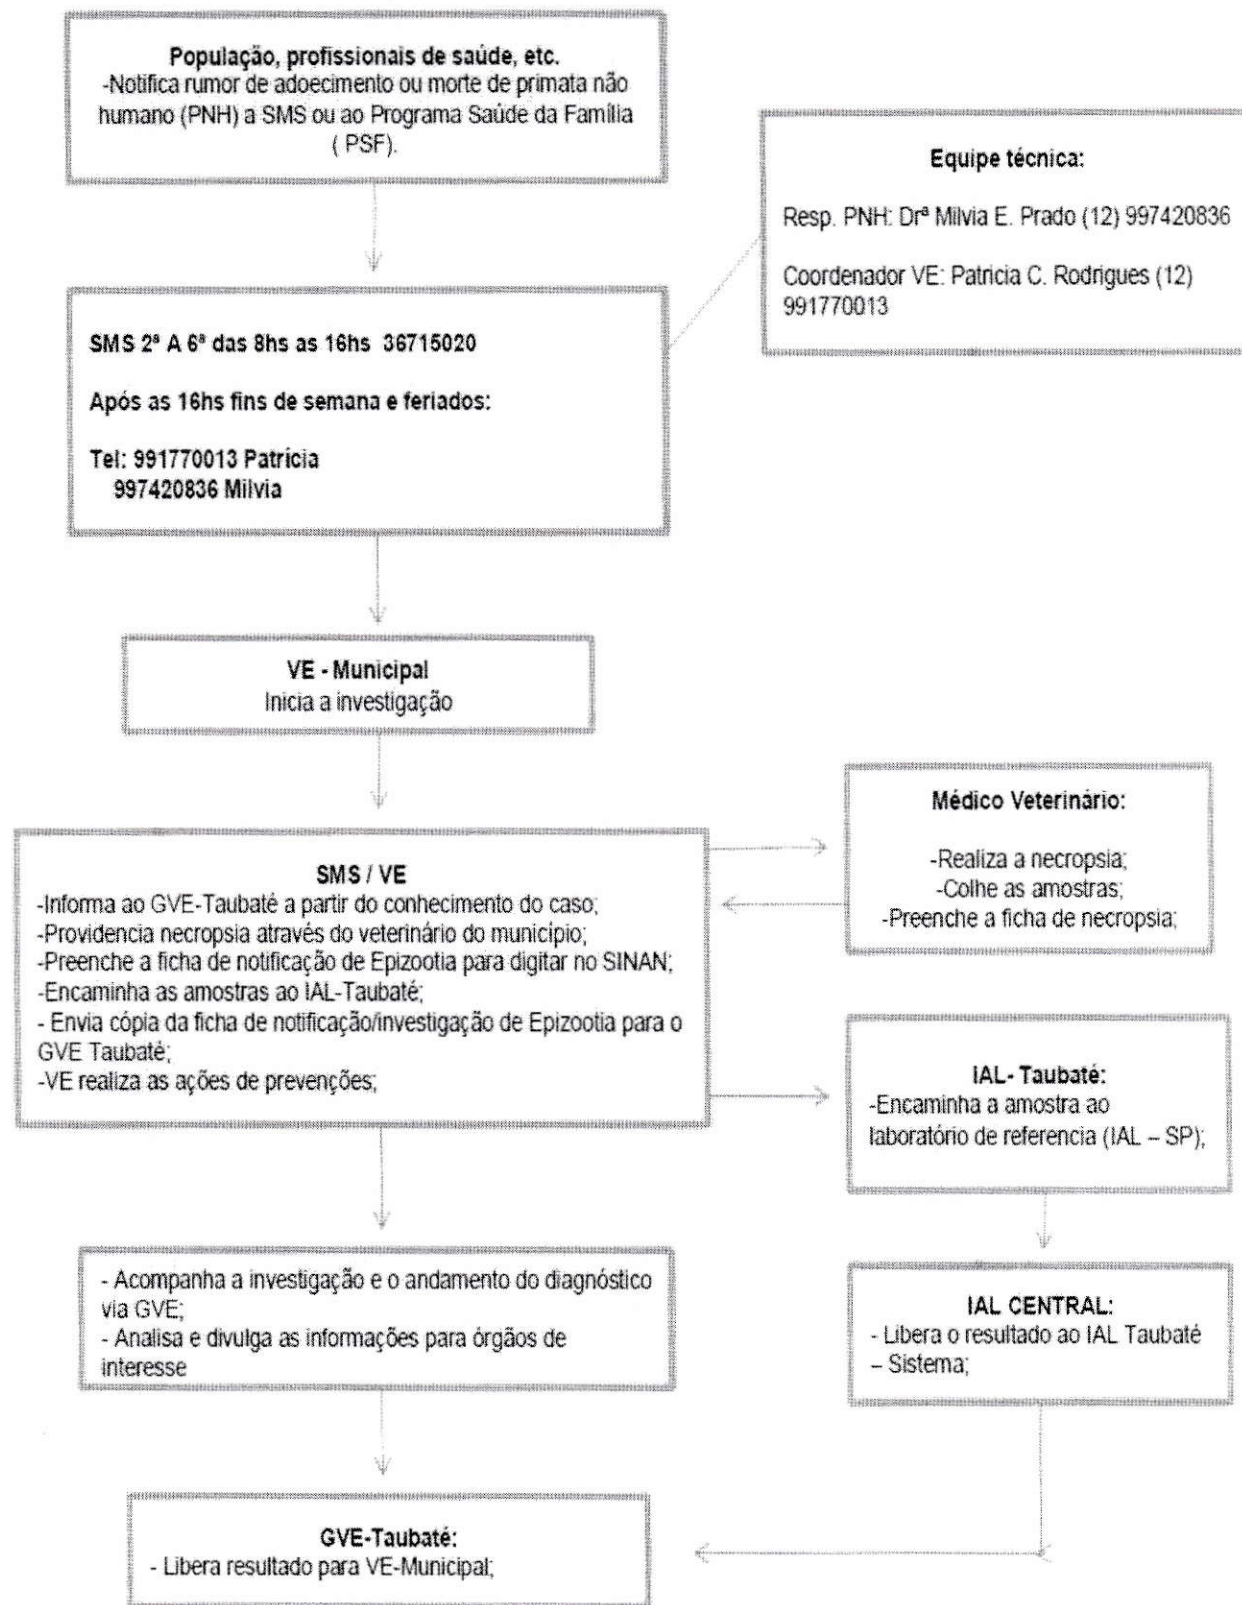 População, profissionais de saúde, etc.
-Notifica rumor de adoecimento ou morte de primata não
humano (PNH) a SMS ou ao Programa Saúde da Família
( PSF).
Equipe técnica:
Resp. PNH: Drª Milvia E. Prado (12) 997420836
Coordenador VE: Patricia C. Rodrigues (12)
991770013
SMS 2ª A 6ª das 8hs as 16hs 36715020
Após as 16hs fins de semana e feriados:
Tel: 991770013 Patrícia
997420836 Milvia
VE - Municipal
Inicia a investigação
SMS / VE
-Informa ao GVE-Taubaté a partir do conhecimento do caso;
-Providencia necropsia através do veterinário do município;
-Preenche a ficha de notificação de Epizootia para digitar no SINAN;
-Encaminha as amostras ao IAL-Taubaté;
- Envia cópia da ficha de notificação/investigação de Epizootia para o
GVE Taubaté;
-VE realiza as ações de prevenções;
Médico Veterinário:
-Realiza a necropsia;
-Colhe as amostras;
-Preenche a ficha de necropsia;
IAL- Taubaté:
-Encaminha a amostra ao
laboratório de referencia (IAL – SP);
- Acompanha a investigação e o andamento do diagnóstico
via GVE;
- Analisa e divulga as informações para órgãos de
interesse
IAL CENTRAL:
- Libera o resultado ao IAL Taubaté
– Sistema;
GVE-Taubaté:
- Libera resultado para VE-Municipal;